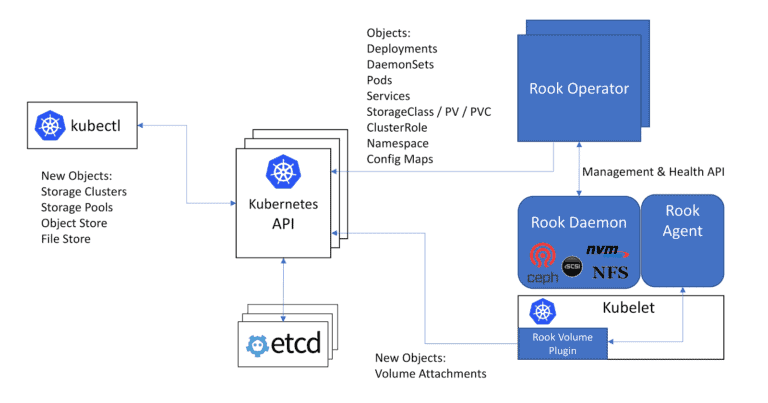 Objects:
Deployments
DaemonSets
Pods
Services
StorageClass / PV / PVC
ClusterRole
Namespace
Config Maps
Rook Operator
kubectl
New Objects:
Storage Clusters
Storage Pools
Object Store
File Store
Kubernetes
API
Management & Health API
Rook Daemon
ceph
iSCSI
nvm
NFS
Rook
Agent
Kubelet
Rook Volume
Plugin
etcd
New Objects:
Volume Attachments